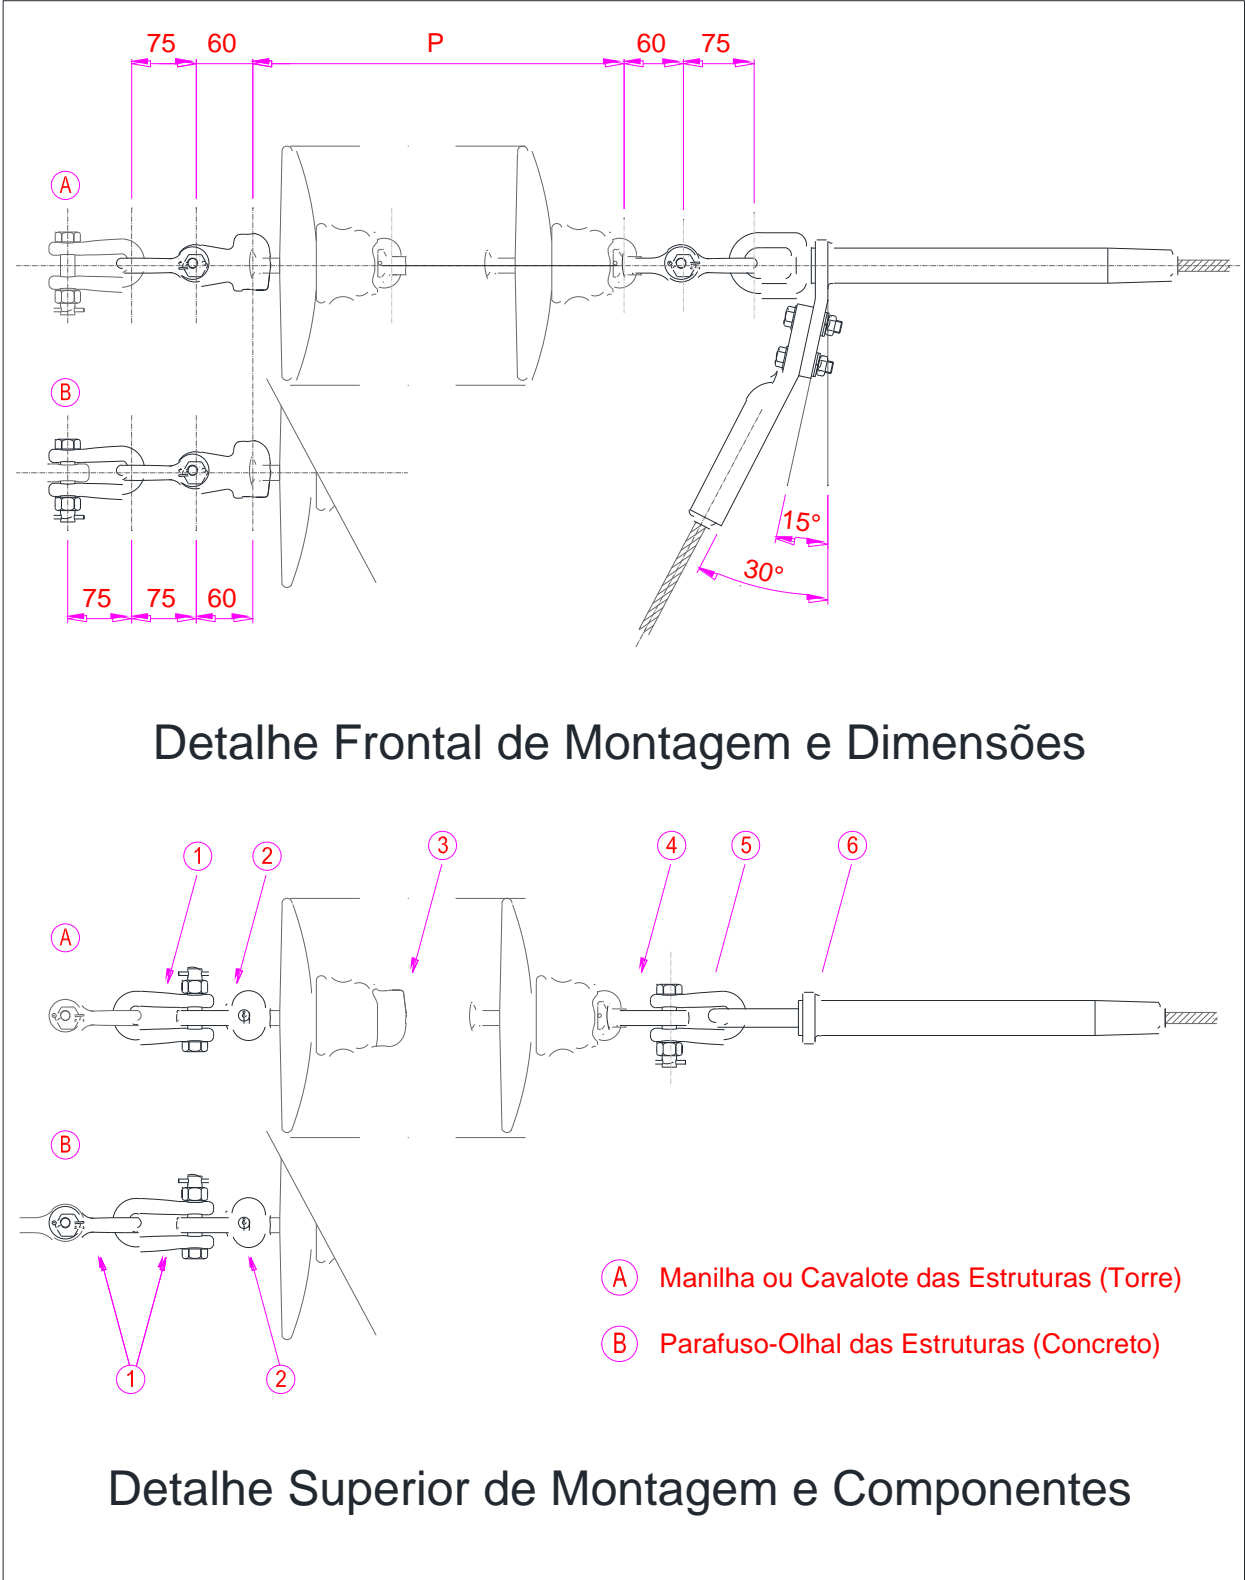 75 60 P 60 75
A
B
15°
30°
75 75 60
Detalhe Frontal de Montagem e Dimensões
1 2 3 4 5 6
A
B
A Manilha ou Cavalote das Estruturas (Torre)
B Parafuso-Olhal das Estruturas (Concreto)
1 2
Detalhe Superior de Montagem e Componentes